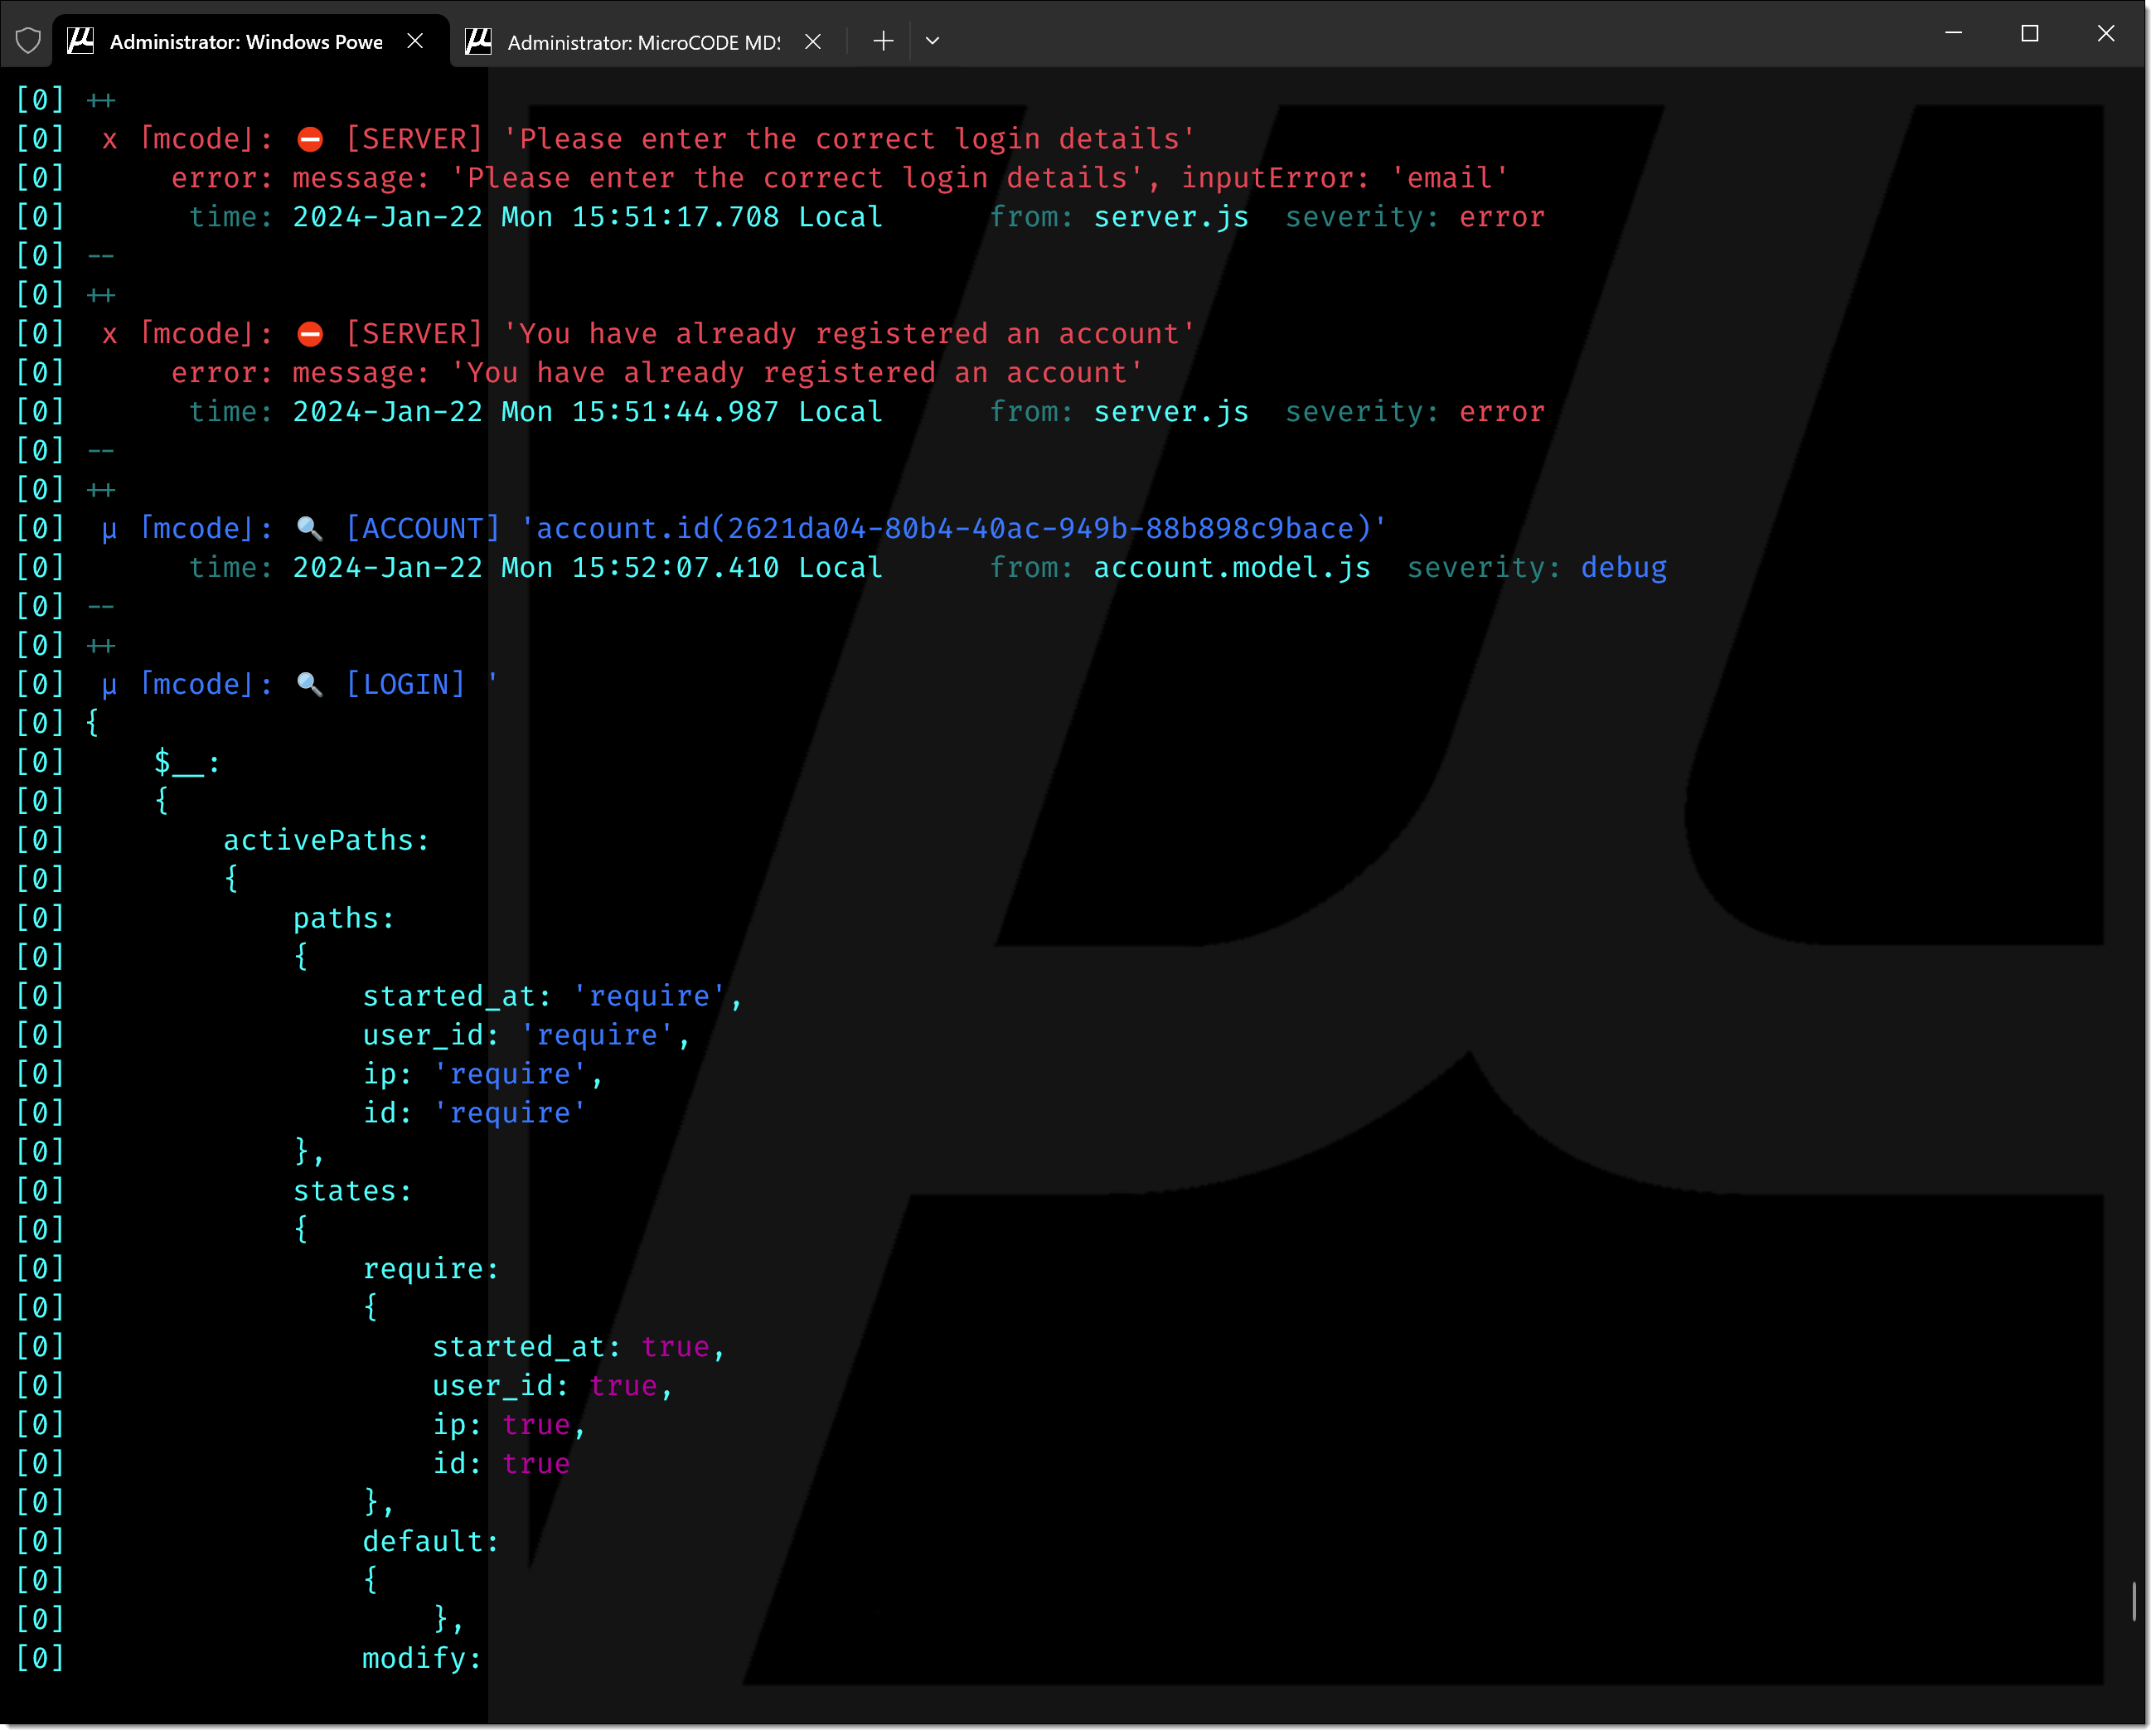 Administrator: Windows Powe
Administrator: MicroCODE MDS
[0] ++
[0]  x ⌈mcode⌋: ⛔ [SERVER] 'Please enter the correct login details'
[0]      error: message: 'Please enter the correct login details', inputError: 'email'
[0]       time: 2024-Jan-22 Mon 15:51:17.708 Local      from: server.js  severity: error
[0] --
[0] ++
[0]  x ⌈mcode⌋: ⛔ [SERVER] 'You have already registered an account'
[0]      error: message: 'You have already registered an account'
[0]       time: 2024-Jan-22 Mon 15:51:44.987 Local      from: server.js  severity: error
[0] --
[0] ++
[0]  µ ⌈mcode⌋: 🔍 [ACCOUNT] 'account.id(2621da04-80b4-40ac-949b-88b898c9bace)'
[0]       time: 2024-Jan-22 Mon 15:52:07.410 Local      from: account.model.js  severity: debug
[0] --
[0] ++
[0]  µ ⌈mcode⌋: 🔍 [LOGIN] '
[0] {
[0]     $__:
[0]     {
[0]         activePaths:
[0]         {
[0]             paths:
[0]             {
[0]                 started_at: 'require',
[0]                 user_id: 'require',
[0]                 ip: 'require',
[0]                 id: 'require'
[0]             },
[0]             states:
[0]             {
[0]                 require:
[0]                 {
[0]                     started_at: true,
[0]                     user_id: true,
[0]                     ip: true,
[0]                     id: true
[0]                 },
[0]                 default:
[0]                 {
[0]                     },
[0]                 modify: